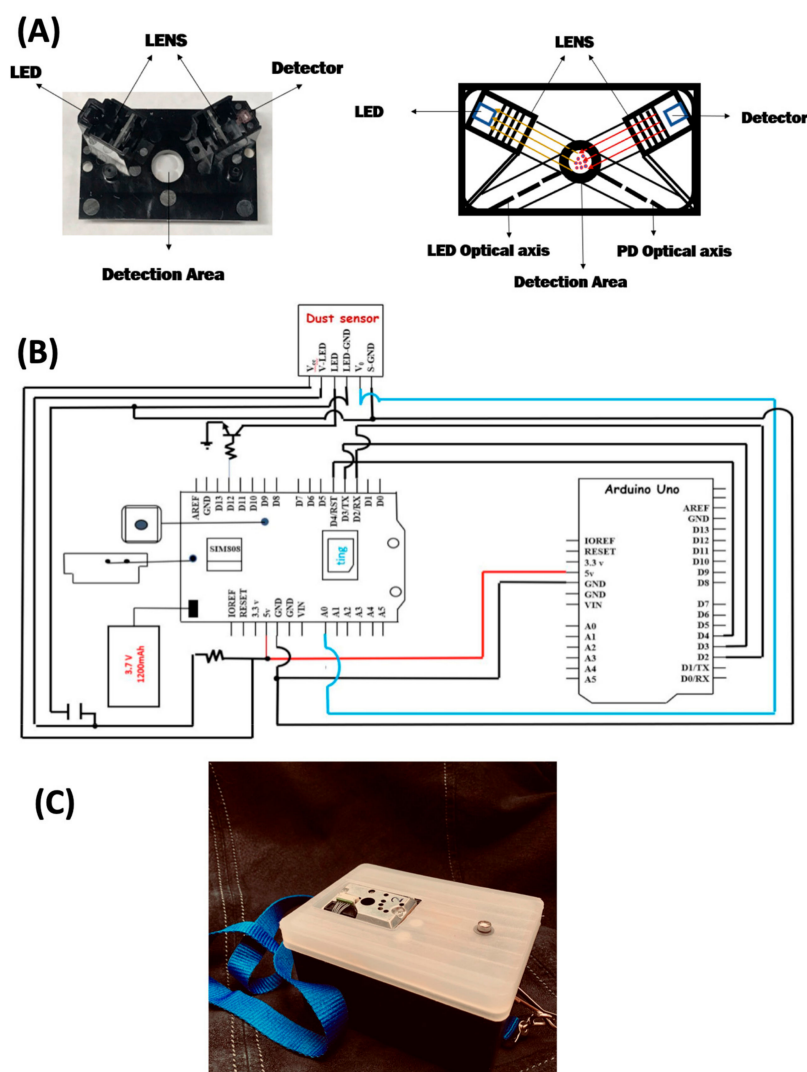 (A)
LENS
LED
Detector
Detection Area
LENS
LED
Detector
LED Optical axis
PD Optical axis
Detection Area
(B)
Dust sensor
Vcc
V-LED
LED
LED-GND
V0
S-GND
AREF
GND
D13
D12
D11
D10
D9
D8
D7
D6
D5
D4/RST
D3/TX
D2/RX
D1
D0
SIM808
ting
IOREF
RESET
3.3 v
5v
GND
GND
VIN
A0
A1
A2
A3
A4
A5
3.7 V
1200mAh
Arduino Uno
IOREF
RESET
3.3 v
5v
GND
GND
VIN
A0
A1
A2
A3
A4
A5
AREF
GND
D13
D12
D11
D10
D9
D8
D7
D6
D5
D4
D3
D2
D1/TX
D0/RX
(C)